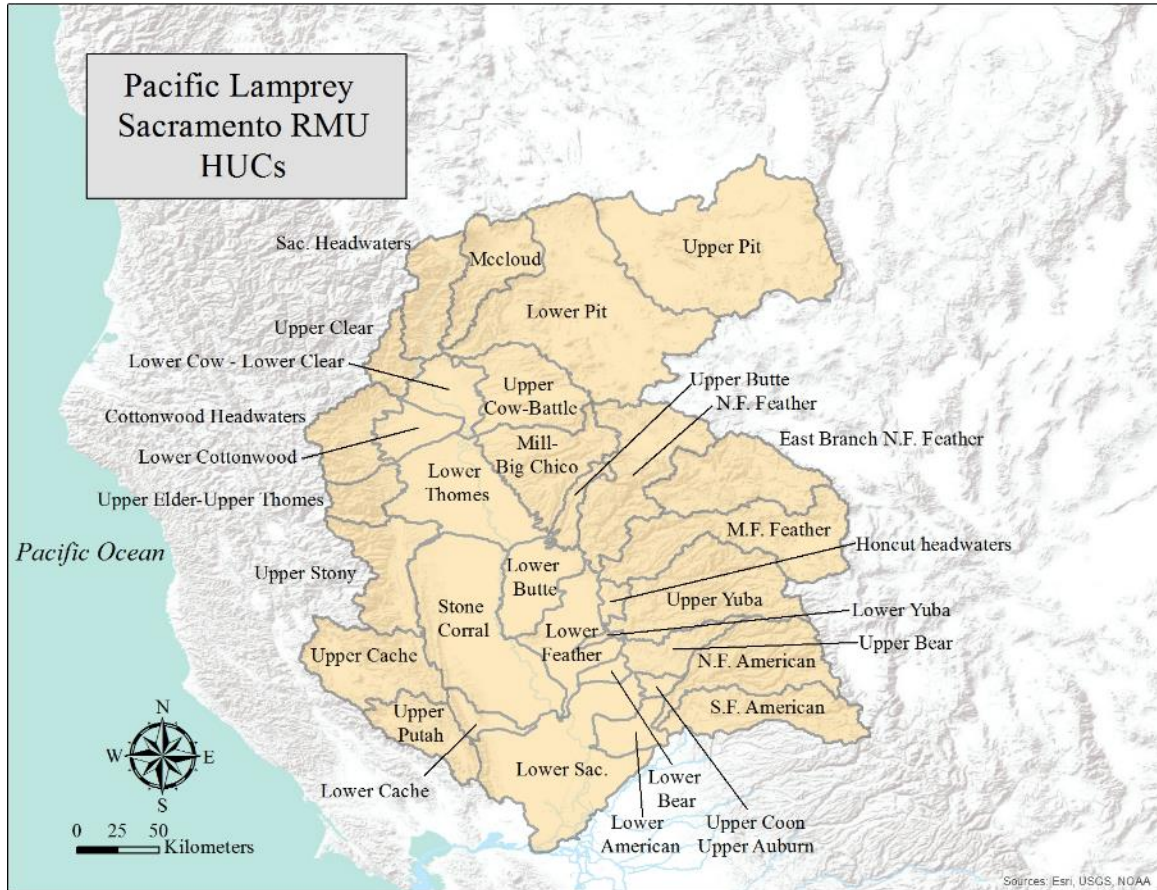 Pacific Lamprey
Sacramento RMU
HUCs
Upper Pit
Sac. Headwaters
Mccloud
Lower Pit
Upper Clear
Lower Cow - Lower Clear
Upper Butte
Upper
Cow-Battle
N.F. Feather
Cottonwood Headwaters
East Branch N.F. Feather
Mill-
Big Chico
Lower Cottonwood
Lower
Thomes
Upper Elder-Upper Thomes
M.F. Feather
Pacific Ocean
Honcut headwaters
Upper Stony
Lower
Butte
Upper Yuba
Stone
Corral
Lower Yuba
Lower
Feather
Upper Bear
Upper Cache
N.F. American
Upper
Putah
S.F. American
N
W
E
S
Lower Sac.
Lower Cache
Lower
Bear
Lower
American
Upper Coon
Upper Auburn
0 25 50
Kilometers
Sources: Esri, USGS, NOAA